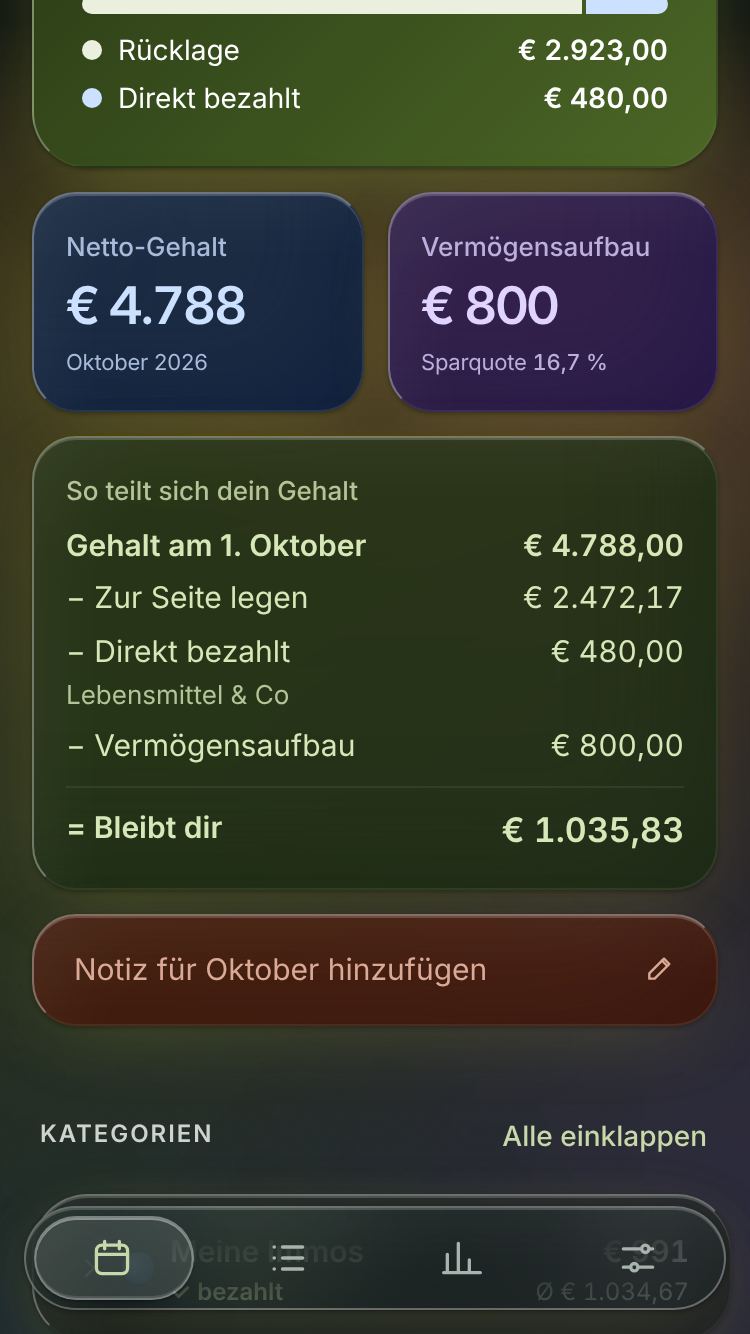 Rücklage € 2.923,00
Direkt bezahlt € 480,00
Netto-Gehalt
€ 4.788
Oktober 2026
Vermögensaufbau
€ 800
Sparquote 16,7 %
So teilt sich dein Gehalt
Gehalt am 1. Oktober € 4.788,00
− Zur Seite legen € 2.472,17
− Direkt bezahlt € 480,00
Lebensmittel & Co
− Vermögensaufbau € 800,00
= Bleibt dir € 1.035,83
Notiz für Oktober hinzufügen
KATEGORIEN Alle einklappen
Meine € 991
✓ bezahlt Ø € 1.034,67